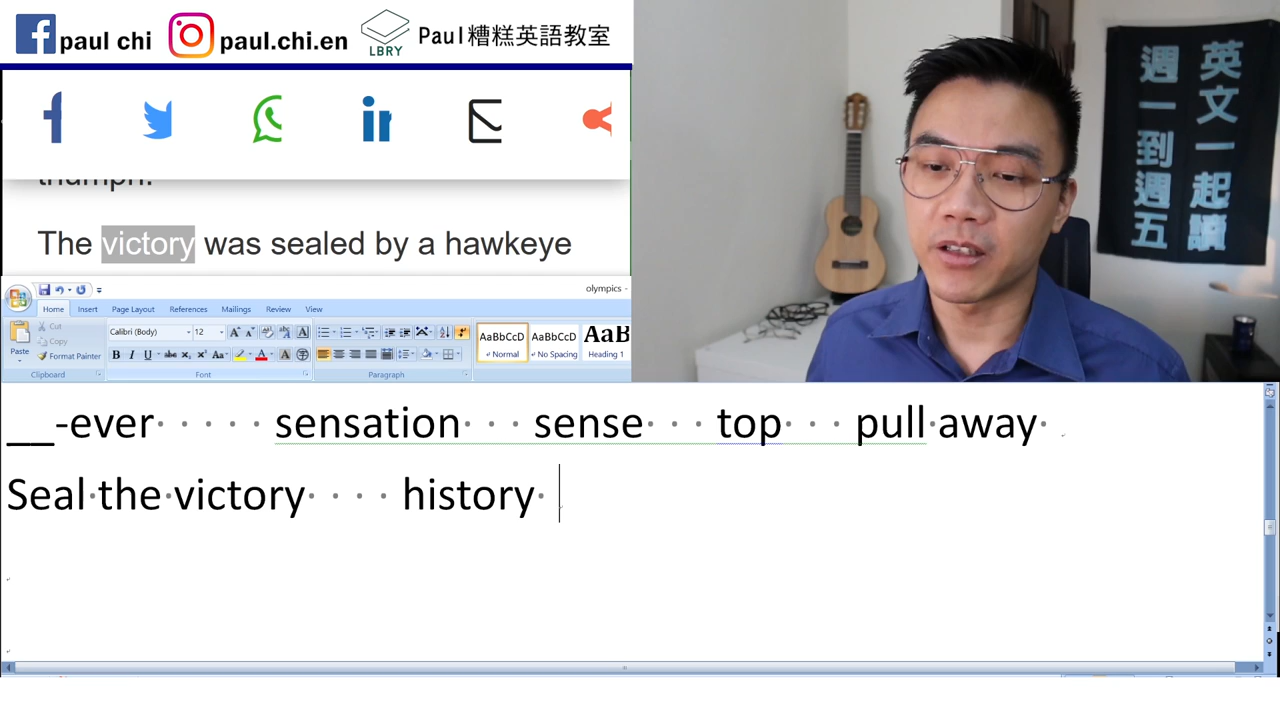 paul chi paul.chi.en LBRY Paul糟糕英語教室
The victory was sealed by a hawkeye
olympics -
Home Insert Page Layout References Mailings Review View
Cut
Copy
Format Painter
Paste
Clipboard
Calibri (Body) 12
Font
Paragraph
AaBbCcD AaBbCcD AaB
Normal No Spacing Heading 1
__-ever sensation sense top pull away
Seal the victory history
英文一起讀
週一到週五